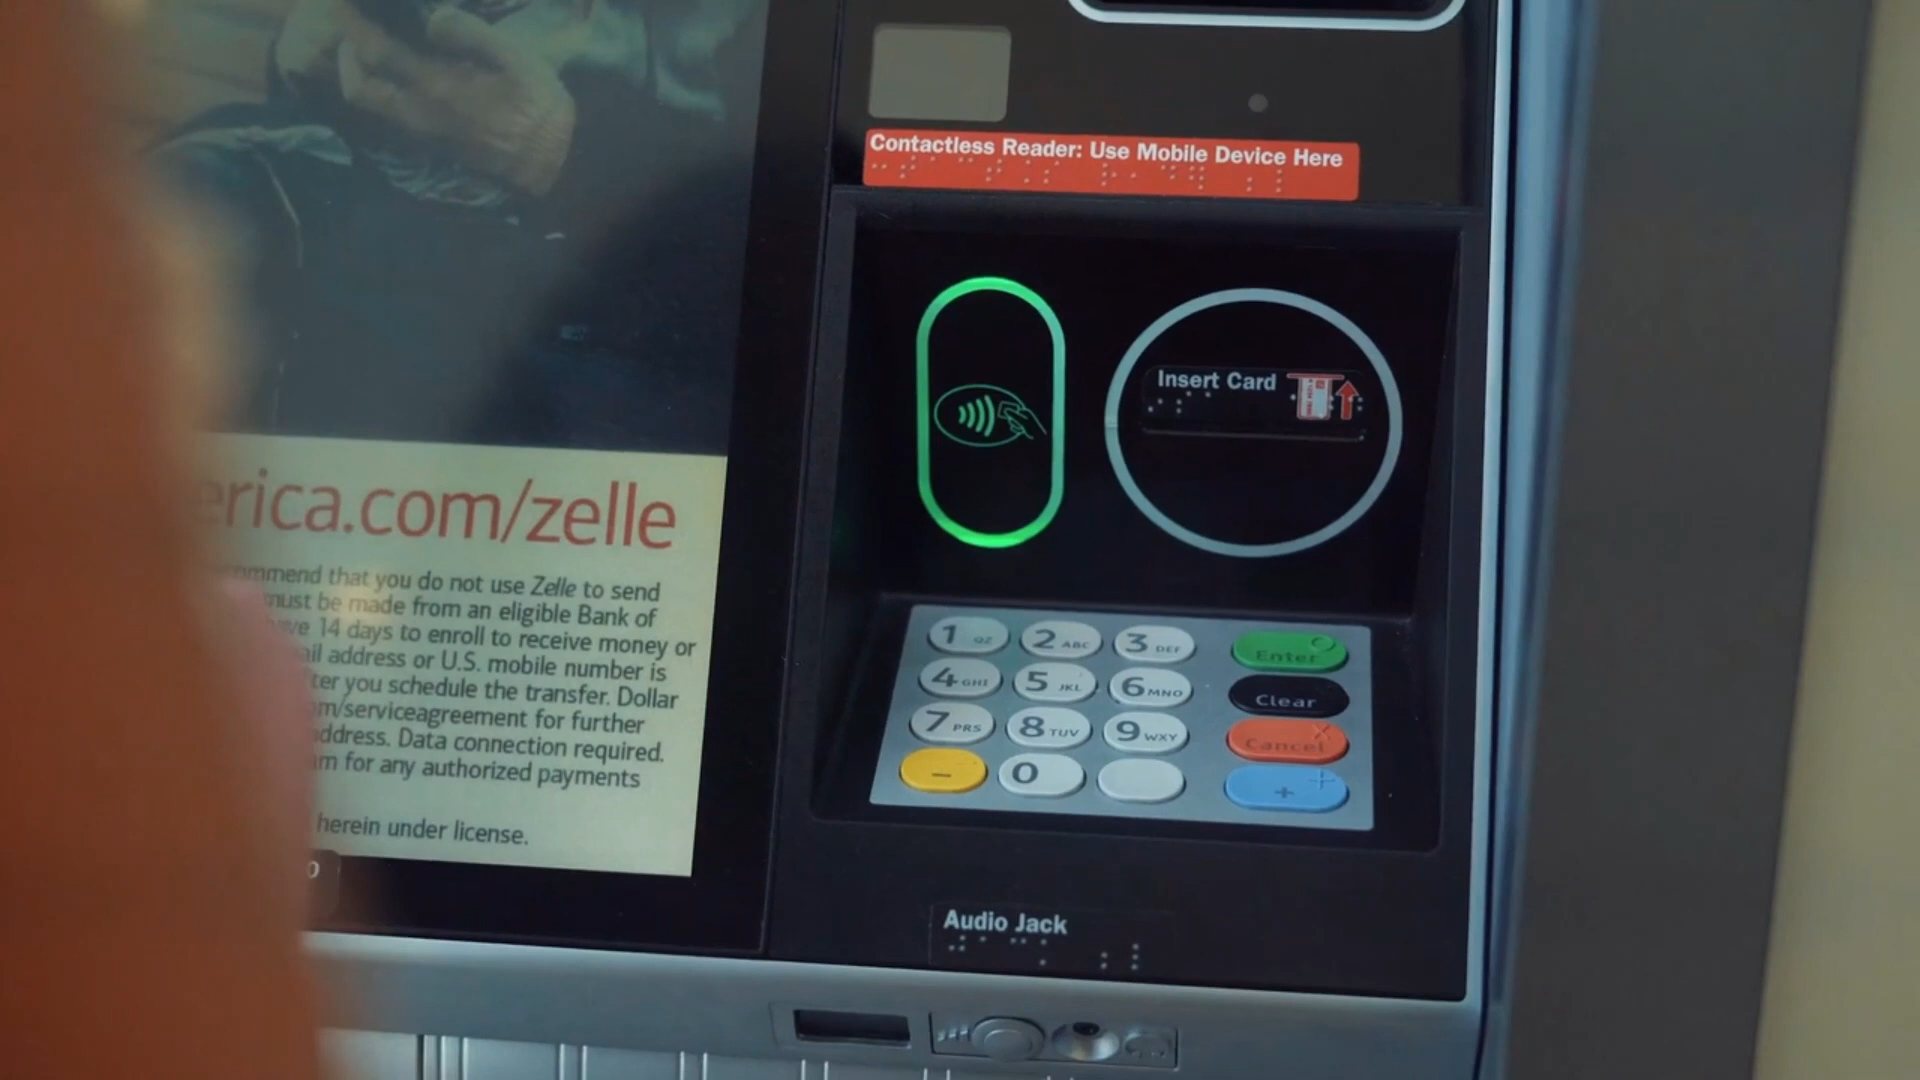 Contactless Reader: Use Mobile Device Here
Insert Card
erica.com/zelle
mmend that you do not use Zelle to send
must be made from an eligible Bank of
ve 14 days to enroll to receive money or
ail address or U.S. mobile number is
ter you schedule the transfer. Dollar
om/serviceagreement for further
address. Data connection required.
am for any authorized payments
herein under license.
1 QZ 2 ABC 3 DEF Enter
4 GHI 5 JKL 6 MNO Clear
7 PRS 8 TUV 9 WXY Cancel
- 0 +
Audio Jack